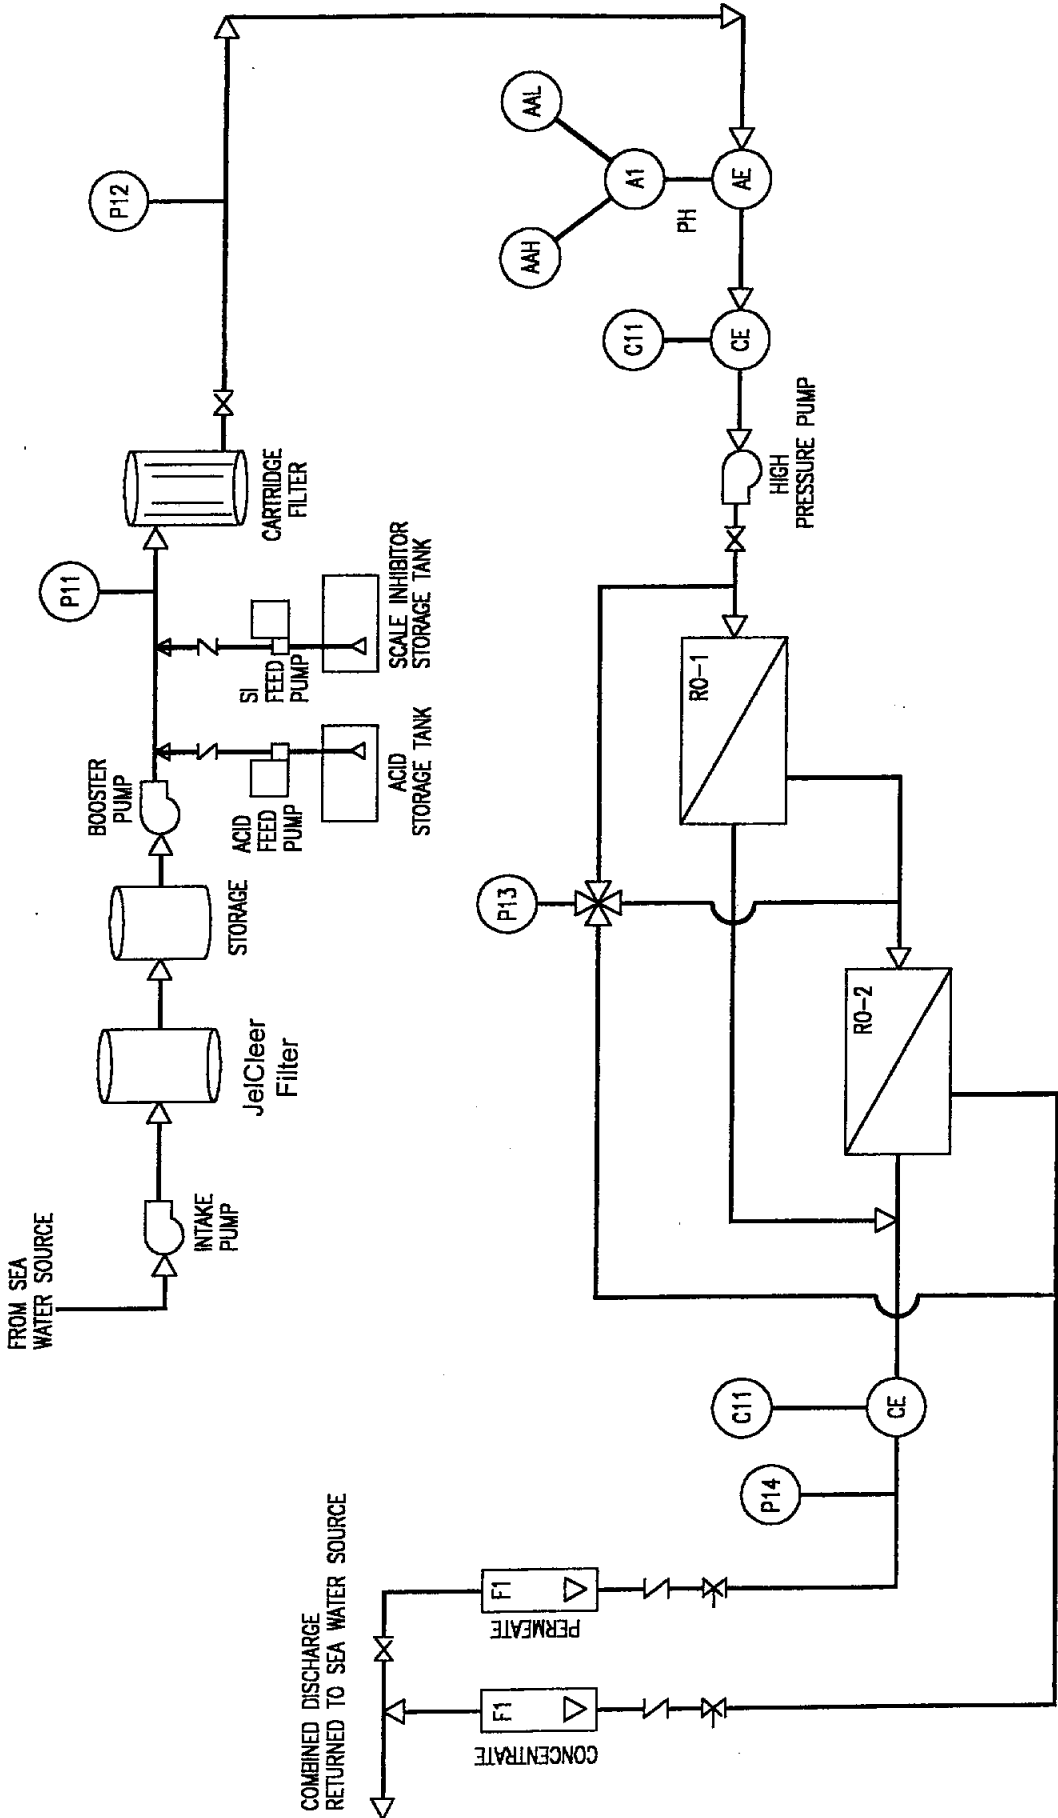 FROM SEA
WATER SOURCE
INTAKE
PUMP
JelCleer
Filter
STORAGE
BOOSTER
PUMP
ACID
FEED
PUMP
ACID
STORAGE TANK
SI
FEED
PUMP
SCALE INHIBITOR
STORAGE TANK
P11
CARTRIDGE
FILTER
P12
AAH
AAL
A1
PH
AE
C11
CE
HIGH
PRESSURE PUMP
RO-1
P13
RO-2
C11
CE
P14
F1
PERMEATE
F1
CONCENTRATE
COMBINED DISCHARGE
RETURNED TO SEA WATER SOURCE